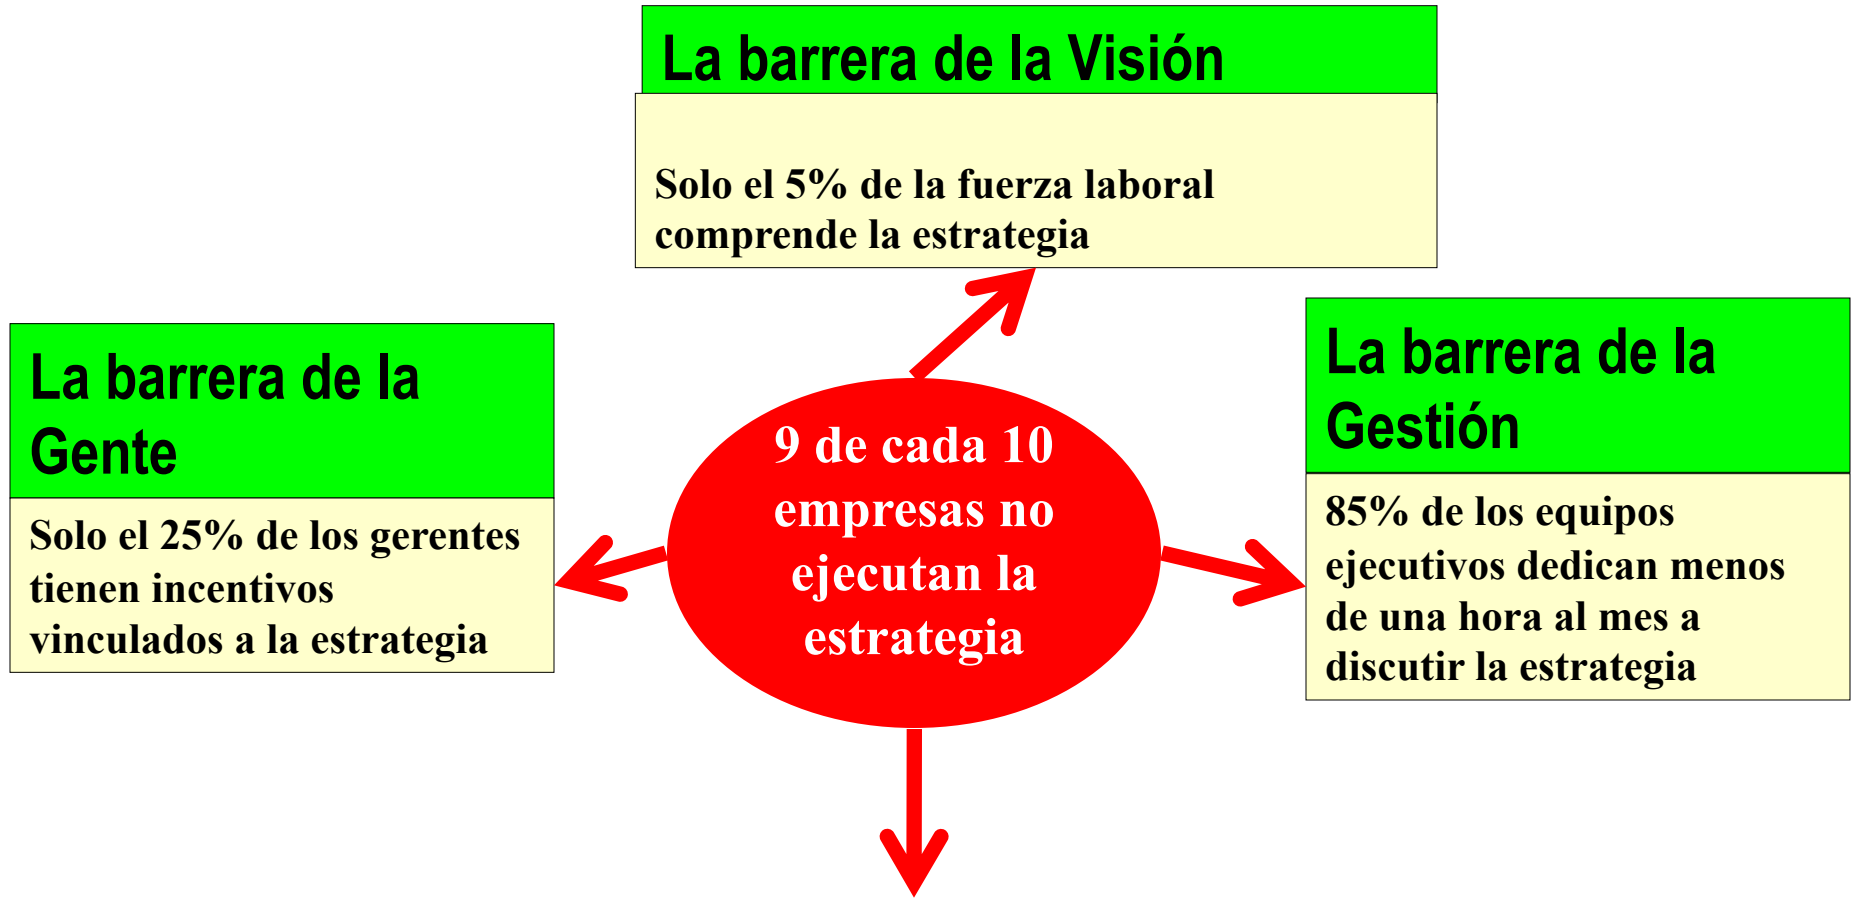 La barrera de la Visión
Solo el 5% de la fuerza laboral
comprende la estrategia
La barrera de la
Gente
Solo el 25% de los gerentes
tienen incentivos
vinculados a la estrategia
9 de cada 10
empresas no
ejecutan la
estrategia
La barrera de la
Gestión
85% de los equipos
ejecutivos dedican menos
de una hora al mes a
discutir la estrategia